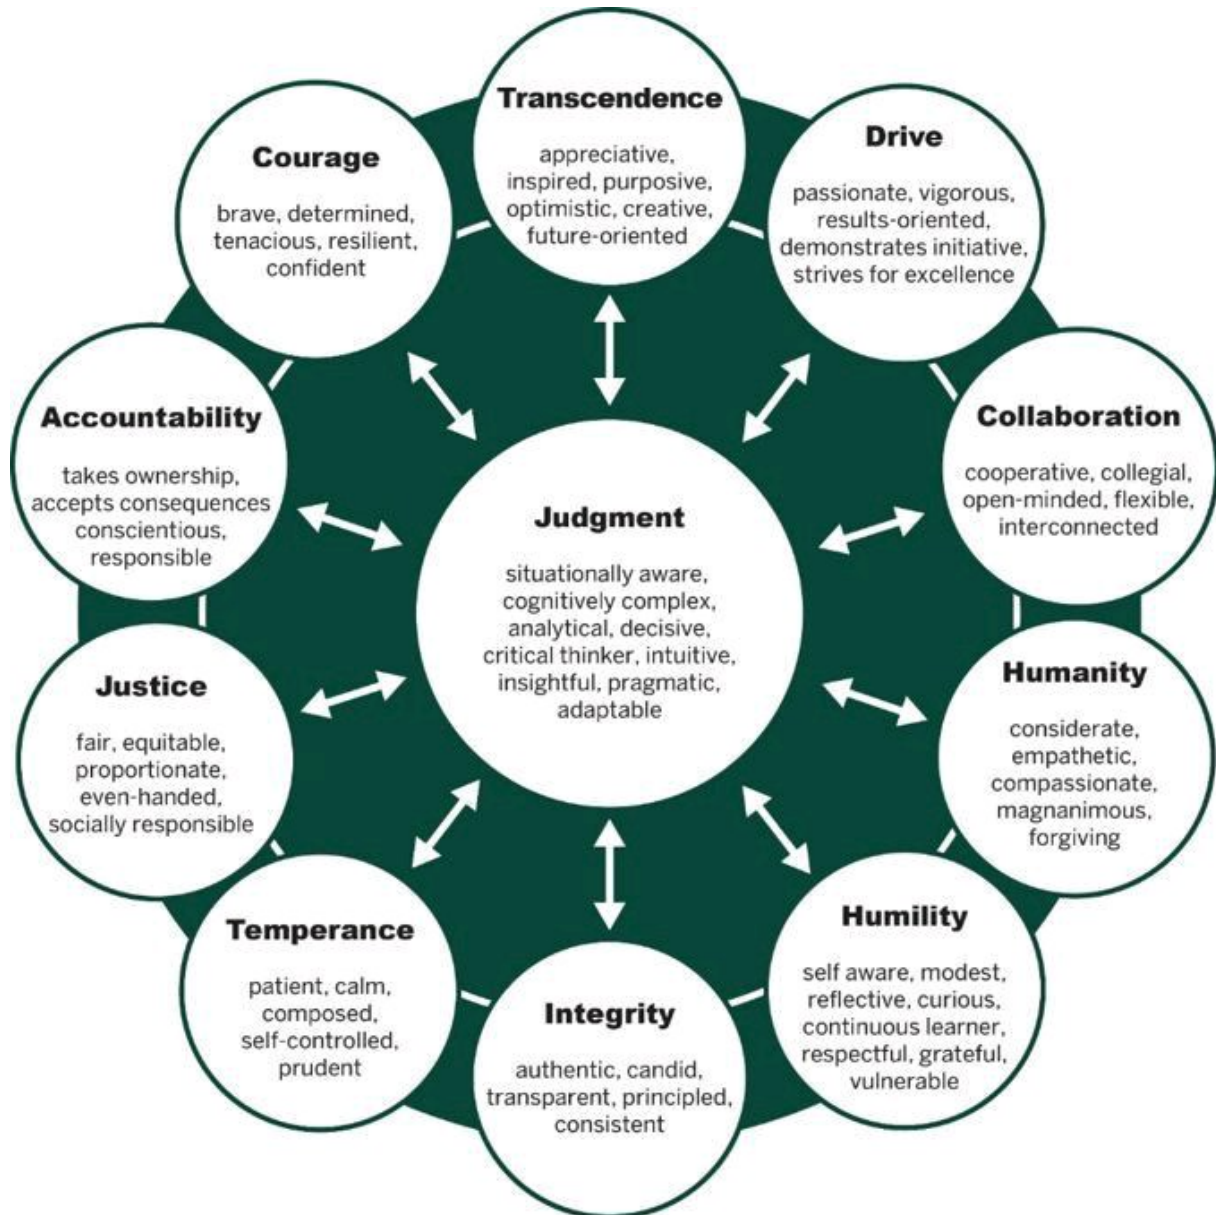 Transcendence
appreciative,
inspired, purposive,
optimistic, creative,
future-oriented
Drive
passionate, vigorous,
results-oriented,
demonstrates initiative,
strives for excellence
Collaboration
cooperative, collegial,
open-minded, flexible,
interconnected
Humanity
considerate,
empathetic,
compassionate,
magnanimous,
forgiving
Humility
self aware, modest,
reflective, curious,
continuous learner,
respectful, grateful,
vulnerable
Integrity
authentic, candid,
transparent, principled,
consistent
Temperance
patient, calm,
composed,
self-controlled,
prudent
Justice
fair, equitable,
proportionate,
even-handed,
socially responsible
Accountability
takes ownership,
accepts consequences
conscientious,
responsible
Courage
brave, determined,
tenacious, resilient,
confident
Judgment
situationally aware,
cognitively complex,
analytical, decisive,
critical thinker, intuitive,
insightful, pragmatic,
adaptable